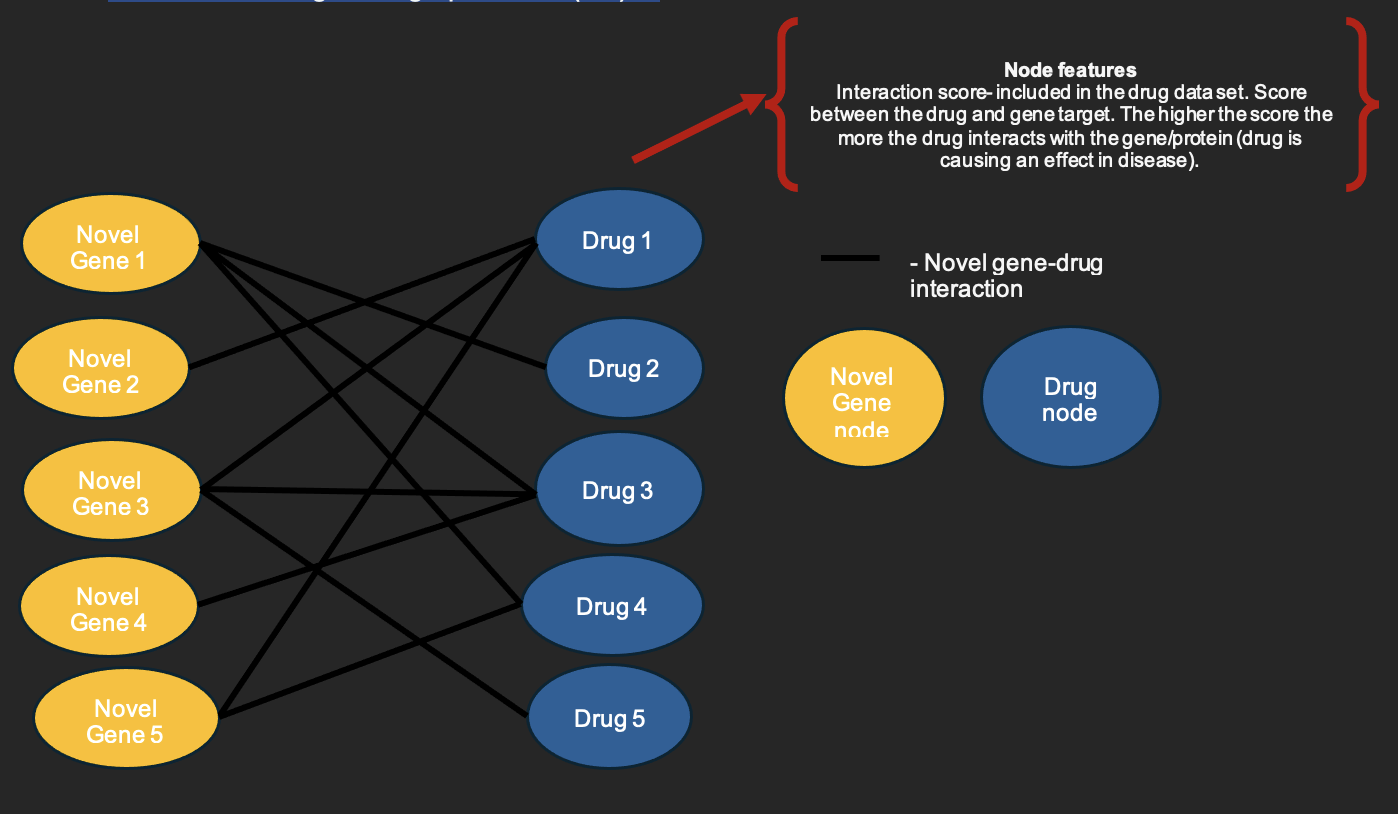 Node features
Interaction score- included in the drug data set. Score
between the drug and gene target. The higher the score the
more the drug interacts with the gene/protein (drug is
causing an effect in disease).
Novel
Gene 1
Drug 1
- Novel gene-drug
interaction
Novel
Gene 2
Drug 2
Novel
Gene
node
Drug
node
Novel
Gene 3
Drug 3
Novel
Gene 4
Drug 4
Novel
Gene 5
Drug 5